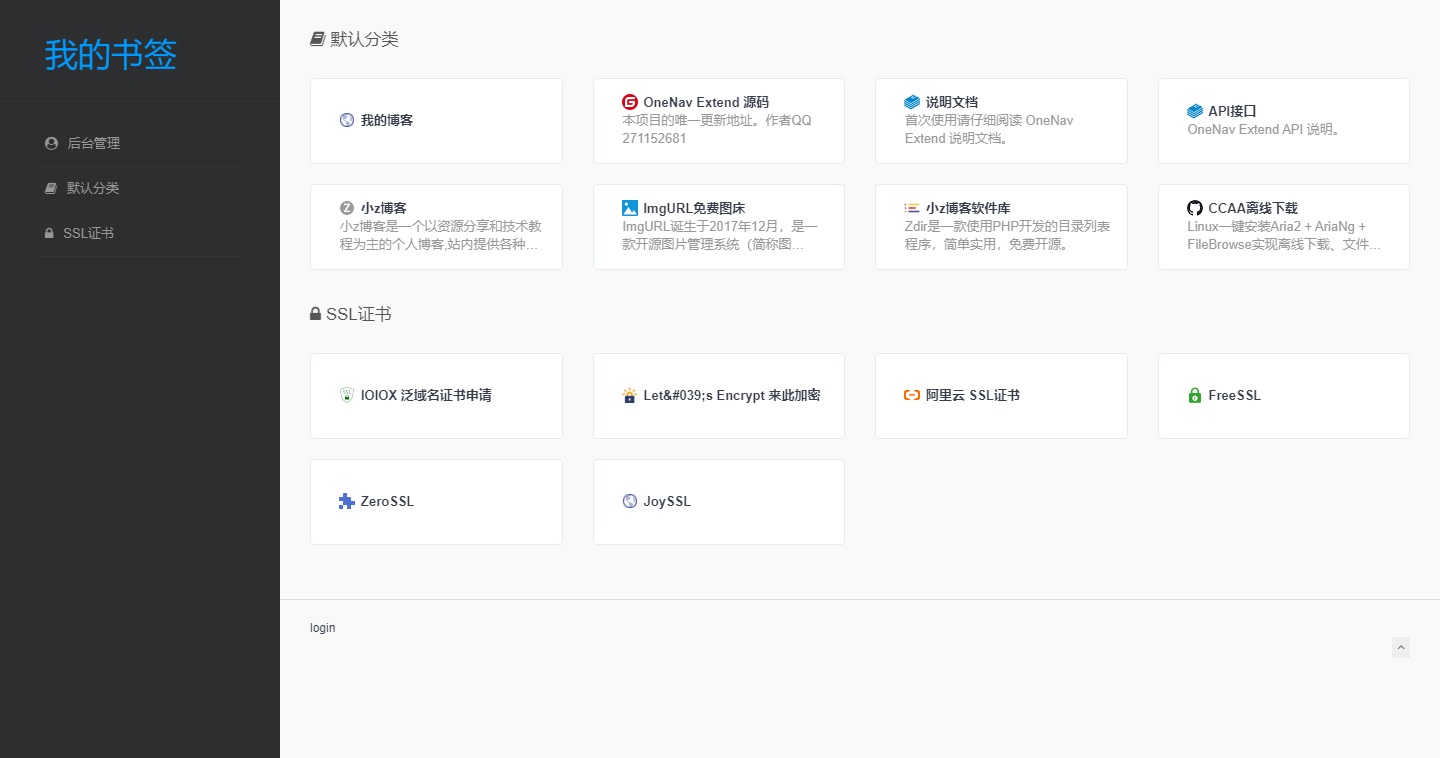 我的书签
后台管理
默认分类
SSL证书
默认分类
我的博客
OneNav Extend 源码
本项目的唯一更新地址。作者QQ
271152681
说明文档
首次使用请仔细阅读 OneNav
Extend 说明文档。
API接口
OneNav Extend API 说明。
小z博客
小z博客是一个以资源分享和技术教
程为主的个人博客,站内提供各种…
ImgURL免费图床
ImgURL诞生于2017年12月，是一
款开源图片管理系统（简称图…
小z博客软件库
Zdir是一款使用PHP开发的目录列表
程序，简单实用，免费开源。
CCAA离线下载
Linux一键安装Aria2 + AriaNg +
FileBrowse实现离线下载、文件…
SSL证书
IOIOX 泛域名证书申请
Let&#039;s Encrypt 来此加密
阿里云 SSL证书
FreeSSL
ZeroSSL
JoySSL
login